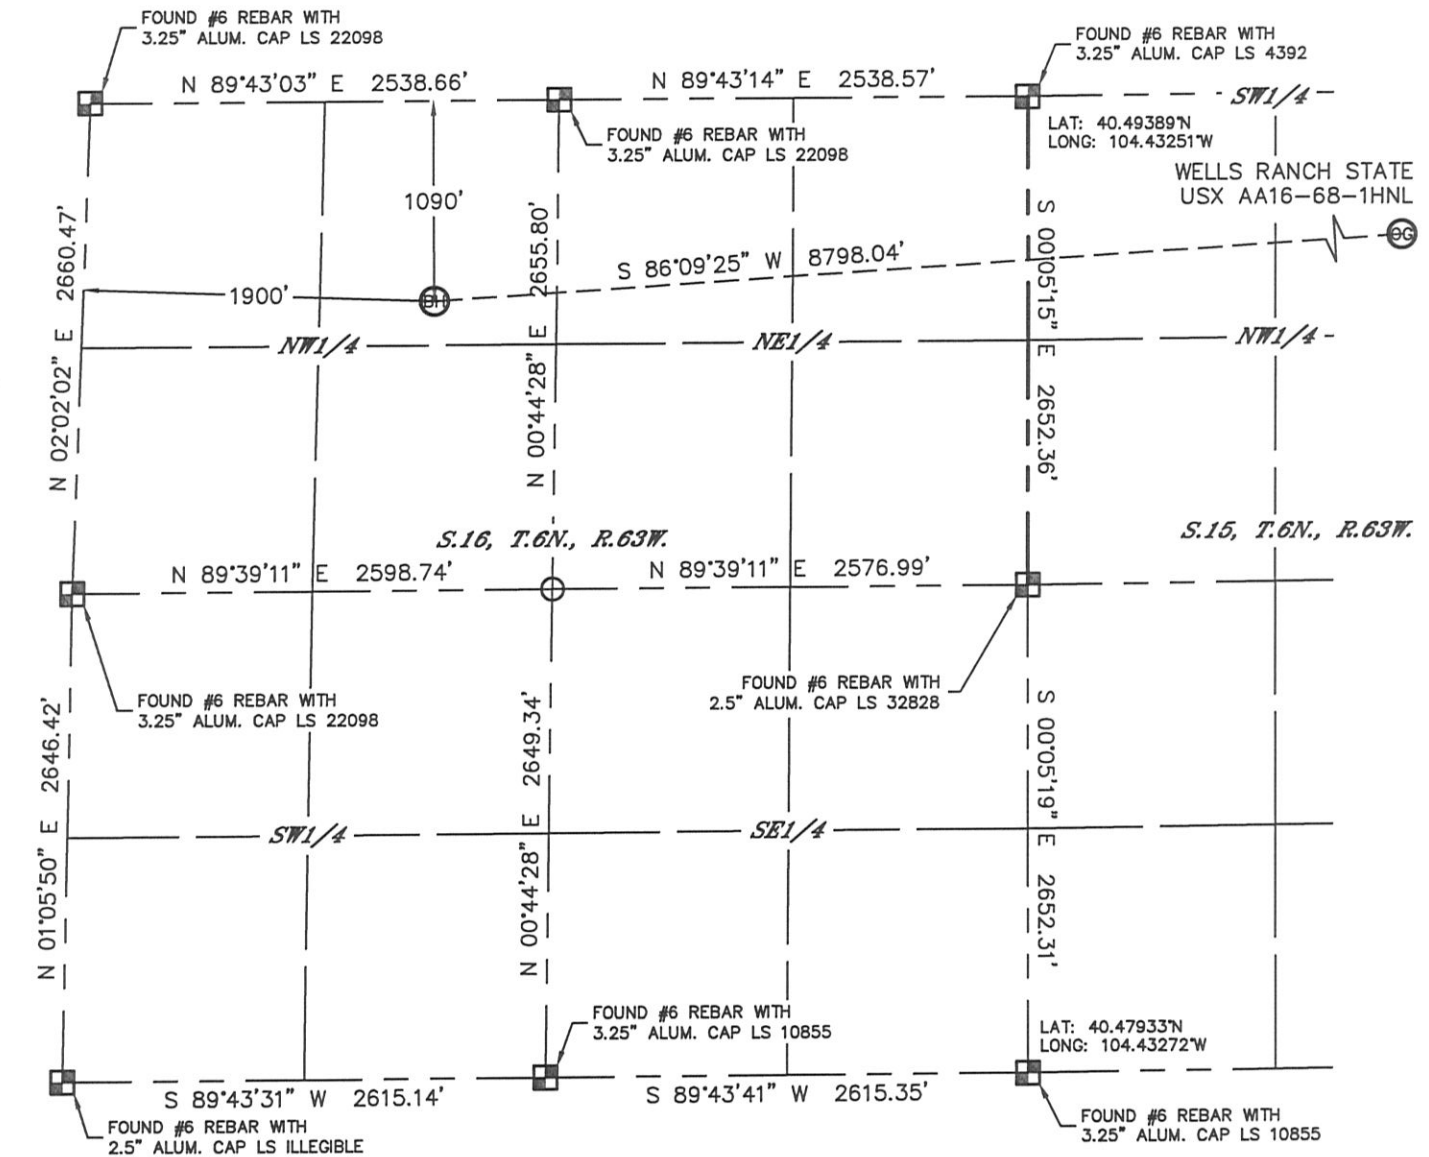 FOUND #6 REBAR WITH
3.25" ALUM. CAP LS 22098
FOUND #6 REBAR WITH
3.25" ALUM. CAP LS 4392
N 89°43'03" E 2538.66'
N 89°43'14" E 2538.57'
SW1/4
FOUND #6 REBAR WITH
3.25" ALUM. CAP LS 22098
LAT: 40.49389°N
LONG: 104.43251°W
WELLS RANCH STATE
USX AA16-68-1HNL
OG
1090'
S 86°09'25" W 8798.04'
1900'
BH
N 02°02'02" E 2660.47'
N 00°44'28" E 2655.80'
S 00°05'15" E 2652.36'
NW1/4
NE1/4
NW1/4
S.16, T.6N., R.63W.
S.15, T.6N., R.63W.
N 89°39'11" E 2598.74'
N 89°39'11" E 2576.99'
FOUND #6 REBAR WITH
3.25" ALUM. CAP LS 22098
FOUND #6 REBAR WITH
2.5" ALUM. CAP LS 32828
N 01°05'50" E 2646.42'
N 00°44'28" E 2649.34'
S 00°05'19" E 2652.31'
SW1/4
SE1/4
FOUND #6 REBAR WITH
3.25" ALUM. CAP LS 10855
LAT: 40.47933°N
LONG: 104.43272°W
S 89°43'31" W 2615.14'
S 89°43'41" W 2615.35'
FOUND #6 REBAR WITH
2.5" ALUM. CAP LS ILLEGIBLE
FOUND #6 REBAR WITH
3.25" ALUM. CAP LS 10855